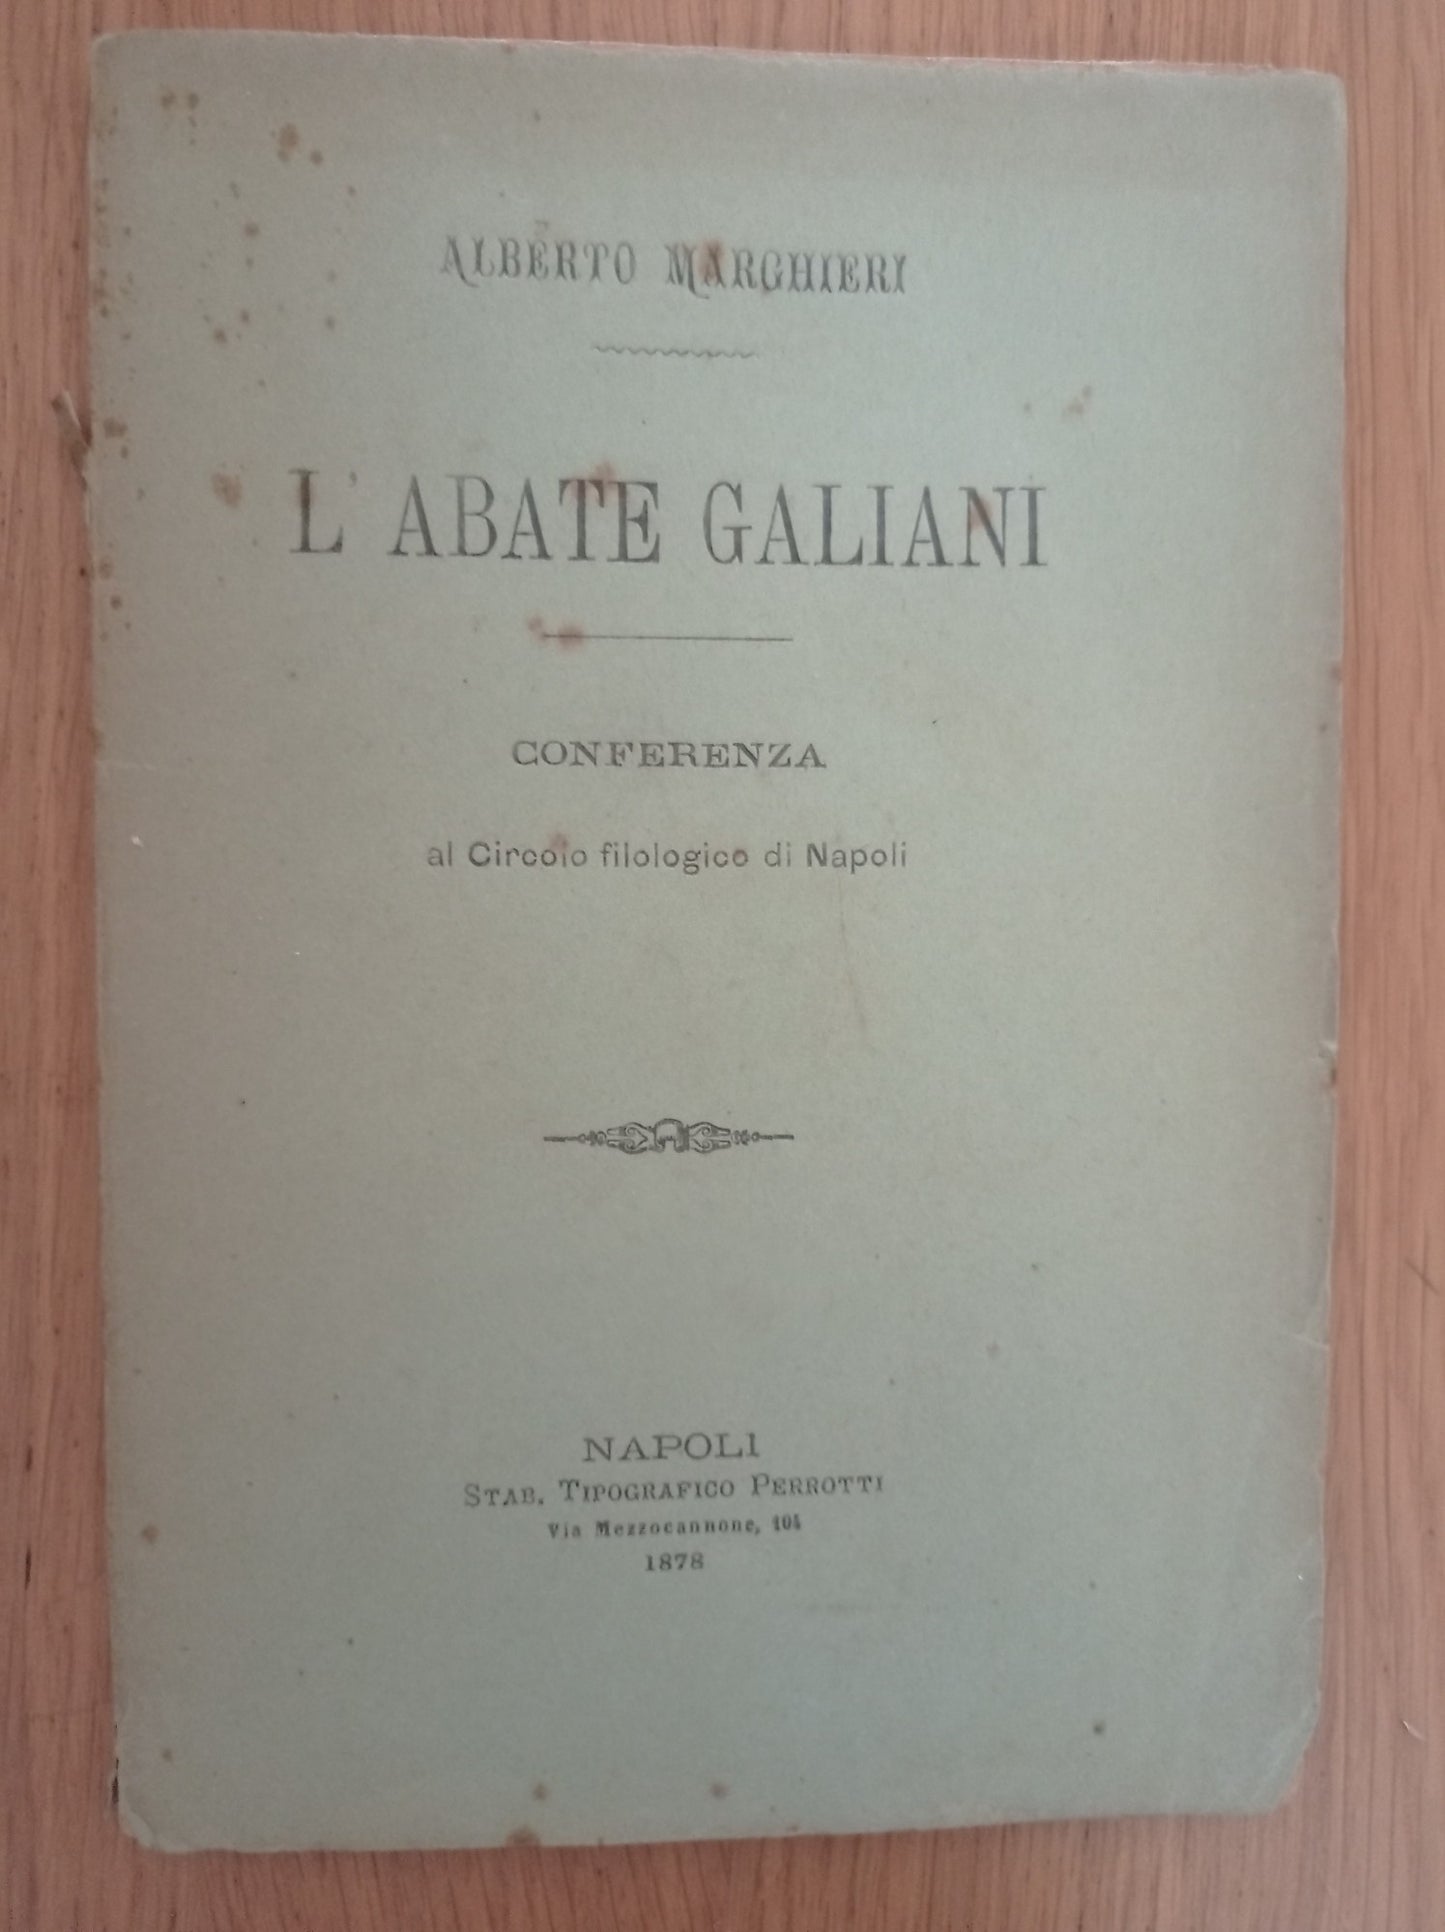 ALBERTO MARGHIERI
L' ABATE GALIANI
CONFERENZA
al Circolo filologico di Napoli
NAPOLI
STAB. TIPOGRAFICO PERROTTI
Via Mezzocannone, 104
1878